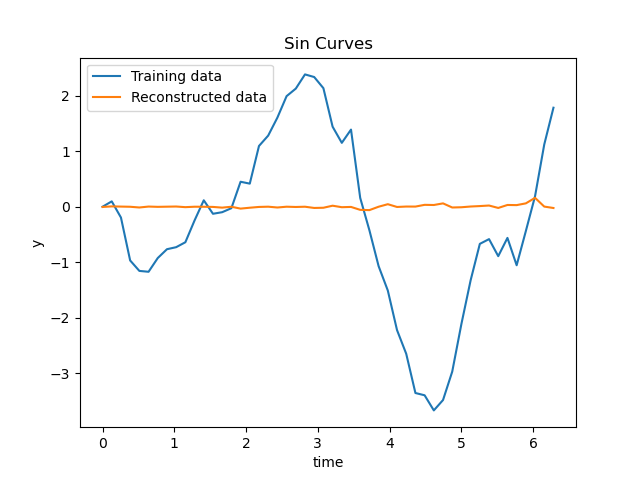 Sin Curves
Training data
Reconstructed data
2
1
0
−1
−2
−3
y
0 1 2 3 4 5 6
time